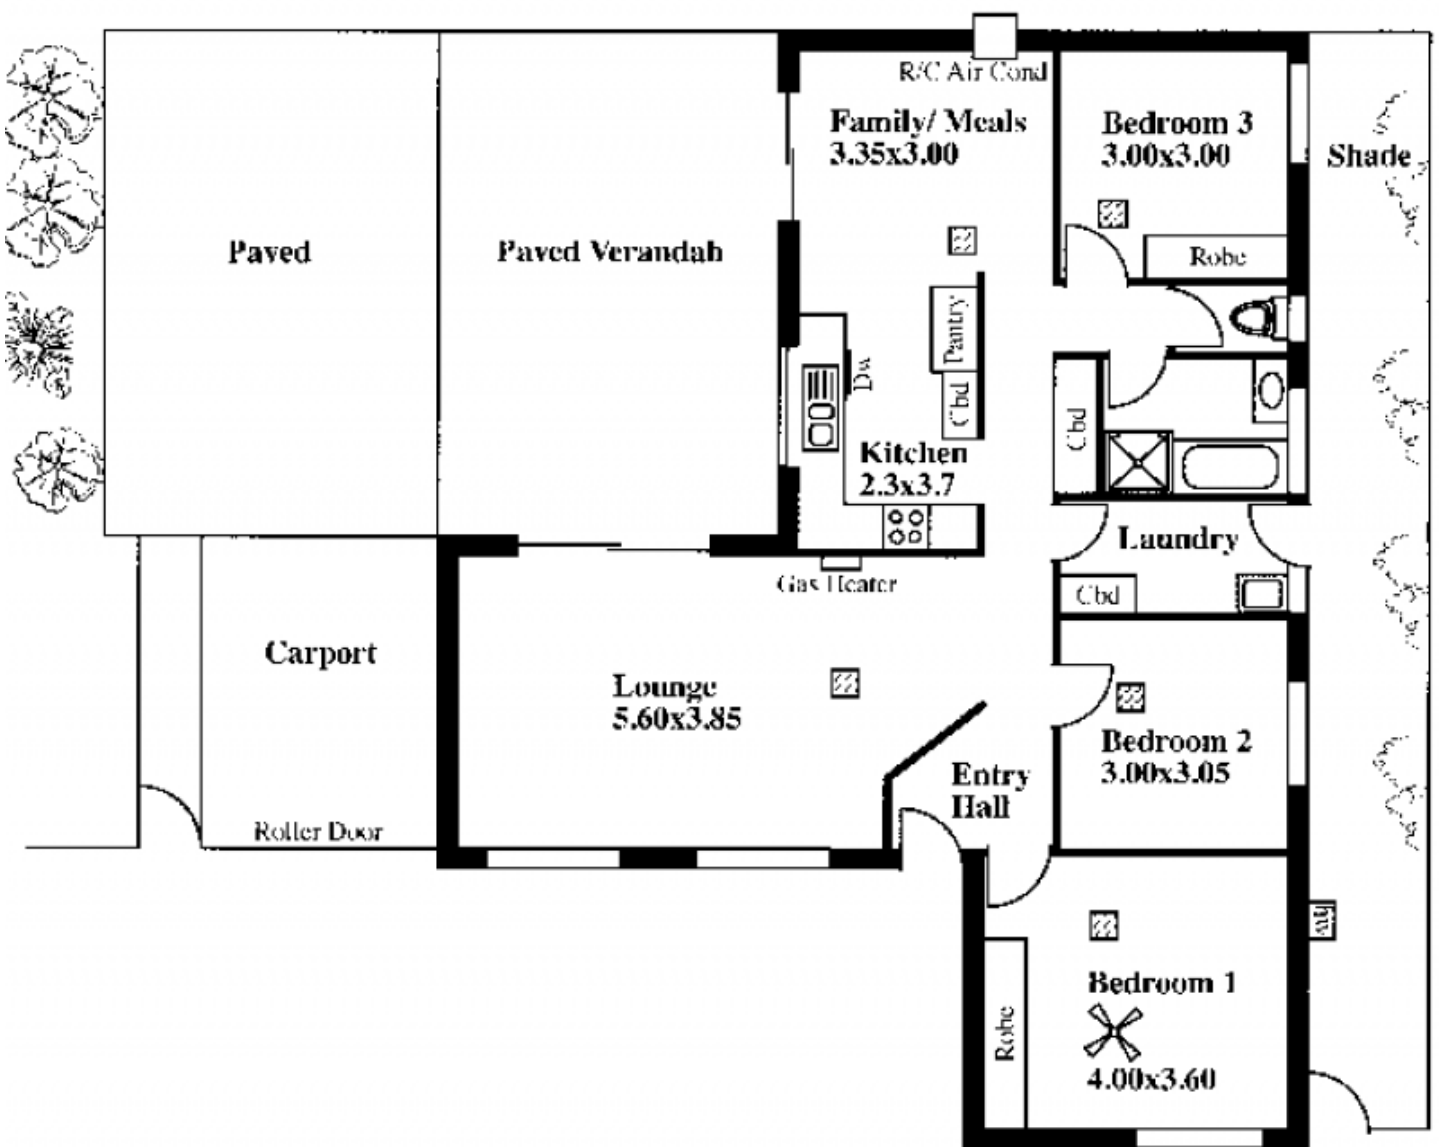 R/C Air Cond
Family/ Meals
3.35x3.00
Bedroom 3
3.00x3.00
Shade
Paved
Paved Verandah
Robe
Pantry
Dw
Cbd
Cbd
Kitchen
2.3x3.7
Laundry
Gas Heater
Cbd
Carport
Lounge
5.60x3.85
Bedroom 2
3.00x3.05
Entry
Hall
Roller Door
hw
Bedroom 1
Robe
4.00x3.60